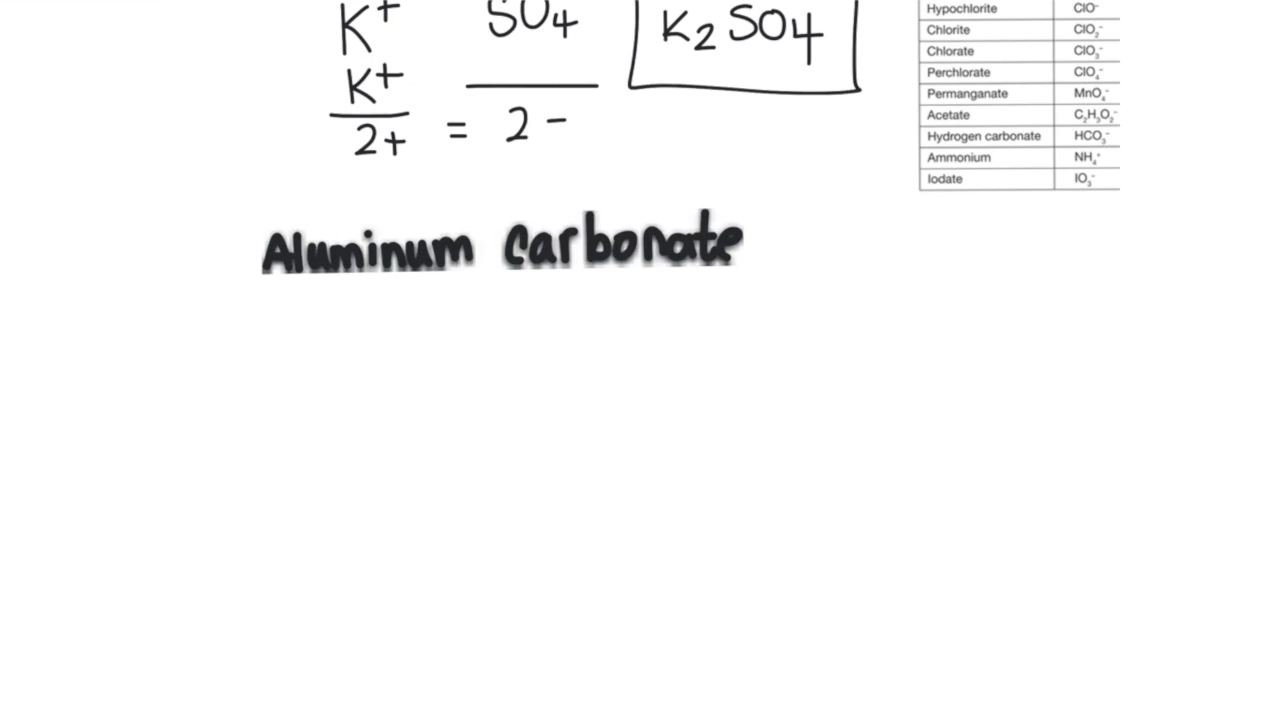 K⁺ SO₄ K₂SO₄
K⁺
2+ = 2 −
Aluminum carbonate
Hypochlorite ClO⁻
Chlorite ClO₂⁻
Chlorate ClO₃⁻
Perchlorate ClO₄⁻
Permanganate MnO₄⁻
Acetate C₂H₃O₂⁻
Hydrogen carbonate HCO₃⁻
Ammonium NH₄⁺
Iodate IO₃⁻